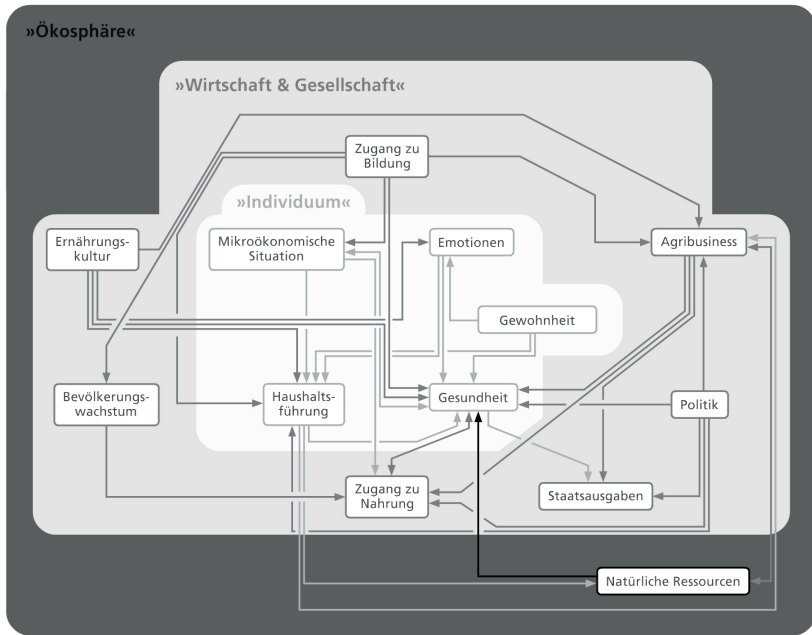 »Ökosphäre«
»Wirtschaft & Gesellschaft«
Zugang zu
Bildung
»Individuum«
Ernährungs-
kultur
Mikroökonomische
Situation
Emotionen
Agribusiness
Gewohnheit
Bevölkerungs-
wachstum
Haushalts-
führung
Gesundheit
Politik
Zugang zu
Nahrung
Staatsausgaben
Natürliche Ressourcen